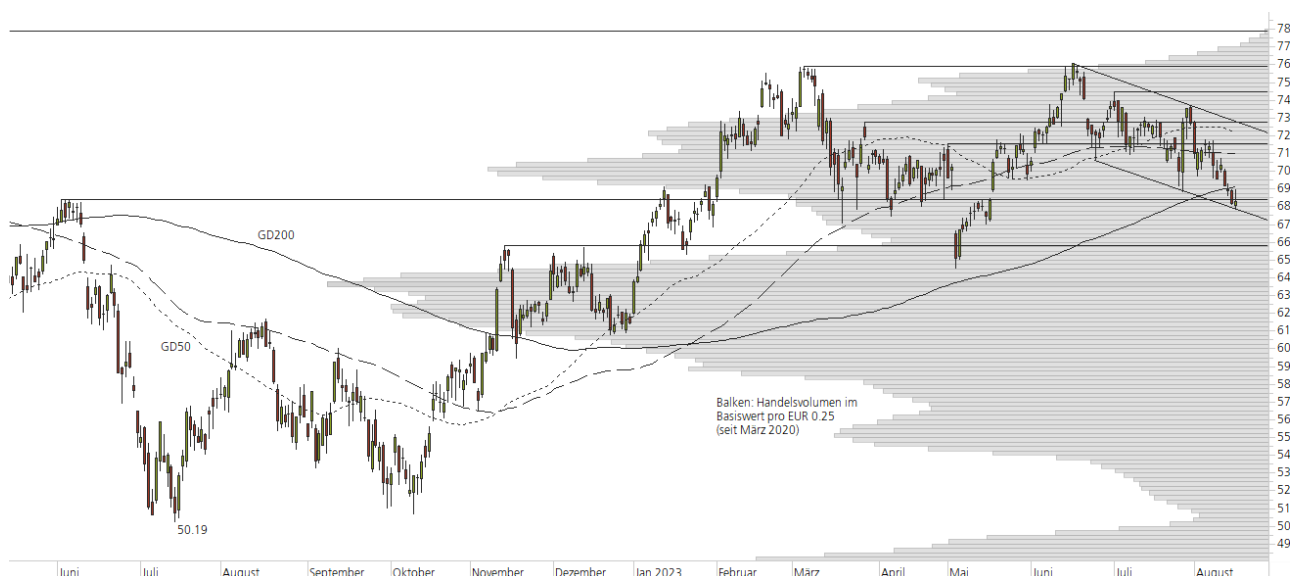 GD200
GD50
50.19
Balken: Handelsvolumen im
Basiswert pro EUR 0.25
(seit März 2020)
78
77
76
75
74
73
72
71
70
69
68
67
66
65
64
63
62
61
60
59
58
57
56
55
54
53
52
51
50
49
Juni
Juli
August
September
Oktober
November
Dezember
Jan 2023
Februar
März
April
Mai
Juni
Juli
August